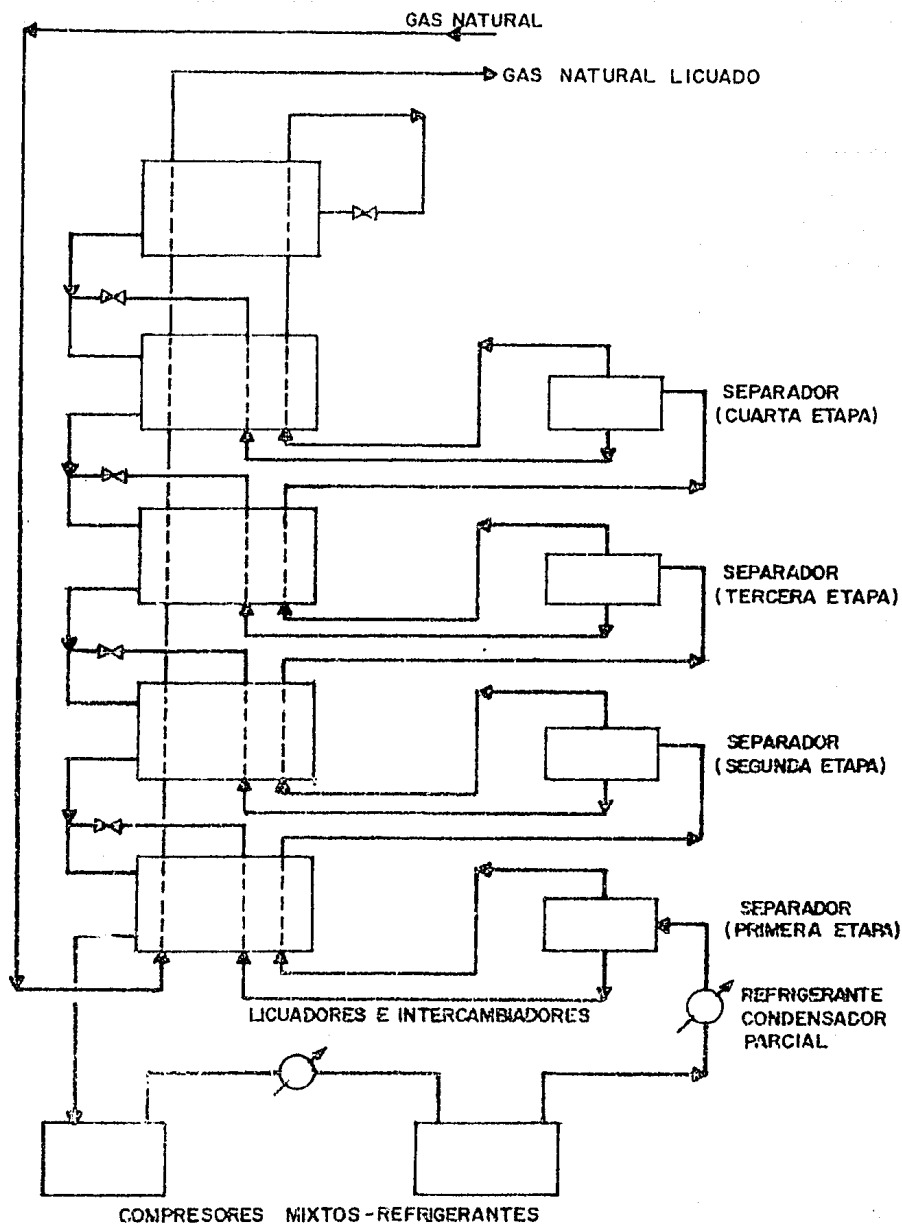 GAS NATURAL
GAS NATURAL LICUADO
SEPARADOR
(CUARTA ETAPA)
SEPARADOR
(TERCERA ETAPA)
SEPARADOR
(SEGUNDA ETAPA)
SEPARADOR
(PRIMERA ETAPA)
REFRIGERANTE
CONDENSADOR
PARCIAL
LICUADORES E INTERCAMBIADORES
COMPRESORES MIXTOS-REFRIGERANTES